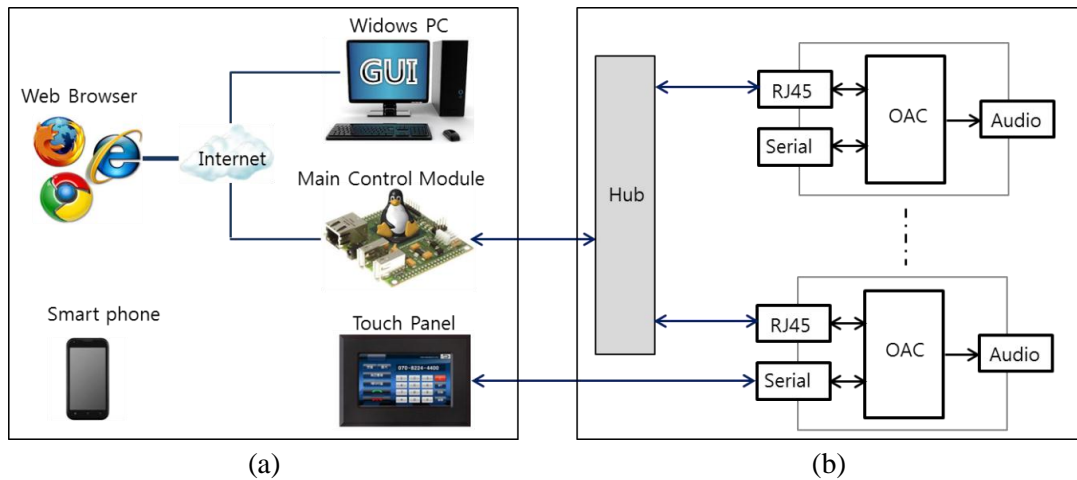 Widows PC
GUI
Web Browser
Internet
Main Control Module
Smart phone
Touch Panel
070-8224-4400
(a)
Hub
RJ45
Serial
OAC
Audio
RJ45
Serial
OAC
Audio
(b)